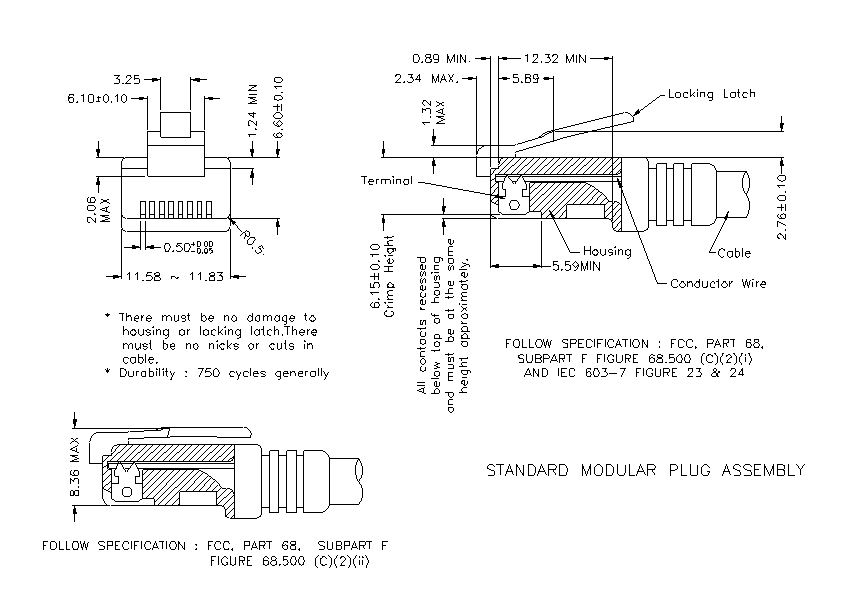 0.89 MIN.
12.32 MIN
3.25
2.34 MAX.
5.89
6.10±0.10
1.24 MIN
6.60±0.10
1.32
MAX
Locking Latch
Terminal
2.06
MAX
2.76±0.10
0.50+0.00
-0.05
R0.5
11.58 ~ 11.83
6.15±0.10
Crimp Height
All contacts recessed
below top of housing
and must be at the same
height approximately.
5.59MIN
Housing
Cable
Conductor Wire
* There must be no damage to
housing or locking latch.There
must be no nicks or cuts in
cable.
* Durability : 750 cycles generally
FOLLOW SPECIFICATION : FCC, PART 68,
SUBPART F FIGURE 68.500 (C)(2)(i)
AND IEC 603-7 FIGURE 23 & 24
8.36 MAX
STANDARD MODULAR PLUG ASSEMBLY
FOLLOW SPECIFICATION : FCC, PART 68, SUBPART F
FIGURE 68.500 (C)(2)(ii)